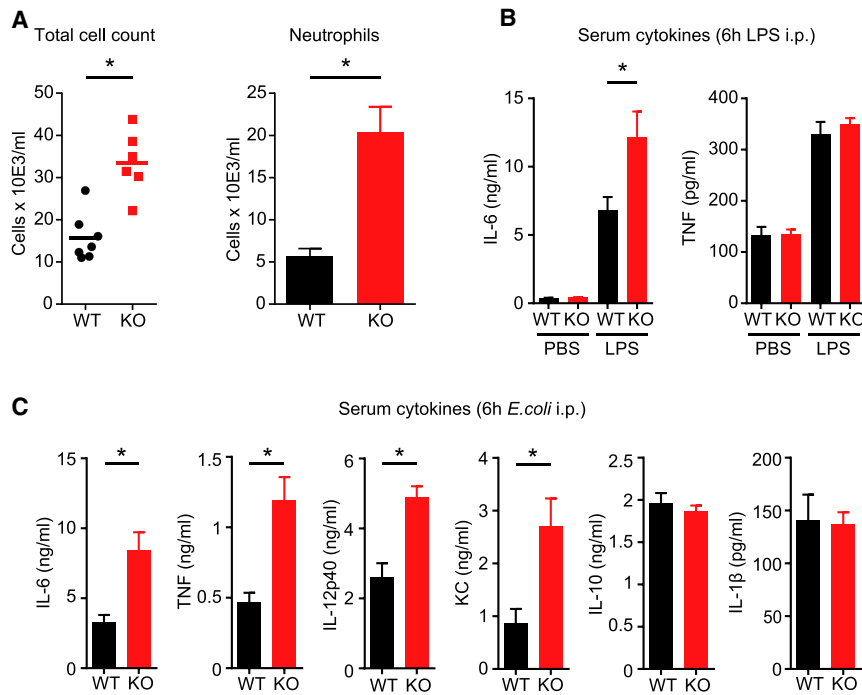 A
Total cell count
*
Cells x 10E3/ml
50
40
30
20
10
0
WT
KO
Neutrophils
*
Cells x 10E3/ml
25
20
15
10
5
0
WT
KO
B
Serum cytokines (6h LPS i.p.)
*
IL-6 (ng/ml)
15
10
5
0
WT KO WT KO
PBS LPS
TNF (pg/ml)
400
300
200
100
0
WT KO WT KO
PBS LPS
C
Serum cytokines (6h E.coli i.p.)
*
IL-6 (ng/ml)
15
10
5
0
WT KO
*
TNF (ng/ml)
1.5
1
0.5
0
WT KO
*
IL-12p40 (ng/ml)
6
4
2
0
WT KO
*
KC (ng/ml)
4
3
2
1
0
WT KO
IL-10 (ng/ml)
2.5
2
1.5
1
0.5
0
WT KO
IL-1β (pg/ml)
200
150
100
50
0
WT KO